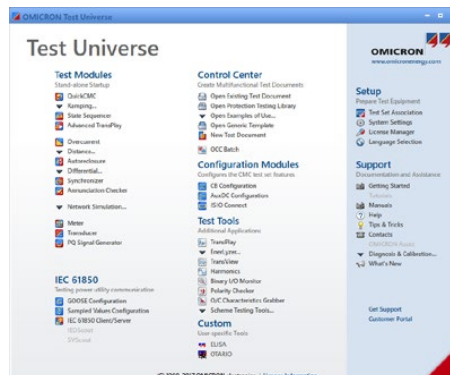 OMICRON Test Universe
Test Universe
Test Modules
Stand-alone Startup
QuickCMC
Ramping...
State Sequencer
Advanced TransPlay
Overcurrent
Distance...
Autoreclosure
Differential...
Synchronizer
Annunciation Checker
Network Simulation...
Meter
Transducer
PQ Signal Generator
IEC 61850
Testing power utility communication
GOOSE Configuration
Sampled Values Configuration
IEC 61850 Client/Server
IEDScout
SVScout
Control Center
Create Multifunctional Test Documents
Open Existing Test Document
Open Protection Testing Library
Open Examples of Use...
Open Generic Template
New Test Document
OCC Batch
Configuration Modules
Configures the CMC test set features
CB Configuration
AuxDC Configuration
ISIO Connect
Test Tools
Additional Applications
TransPlay
EnerLyzer...
TransView
Harmonics
Binary I/O Monitor
Polarity Checker
O/C Characteristics Grabber
Scheme Testing Tools...
Custom
User-specific Tools
ELISA
OTARIO
OMICRON
www.omicronenergy.com
Setup
Prepare Test Equipment
Test Set Association
System Settings
License Manager
Language Selection
Support
Documentation and Assistance
Getting Started
Tutorials
Manuals
Help
Tips & Tricks
Contacts
OMICRON Assist
Diagnosis & Calibration...
What's New
Get Support
Customer Portal